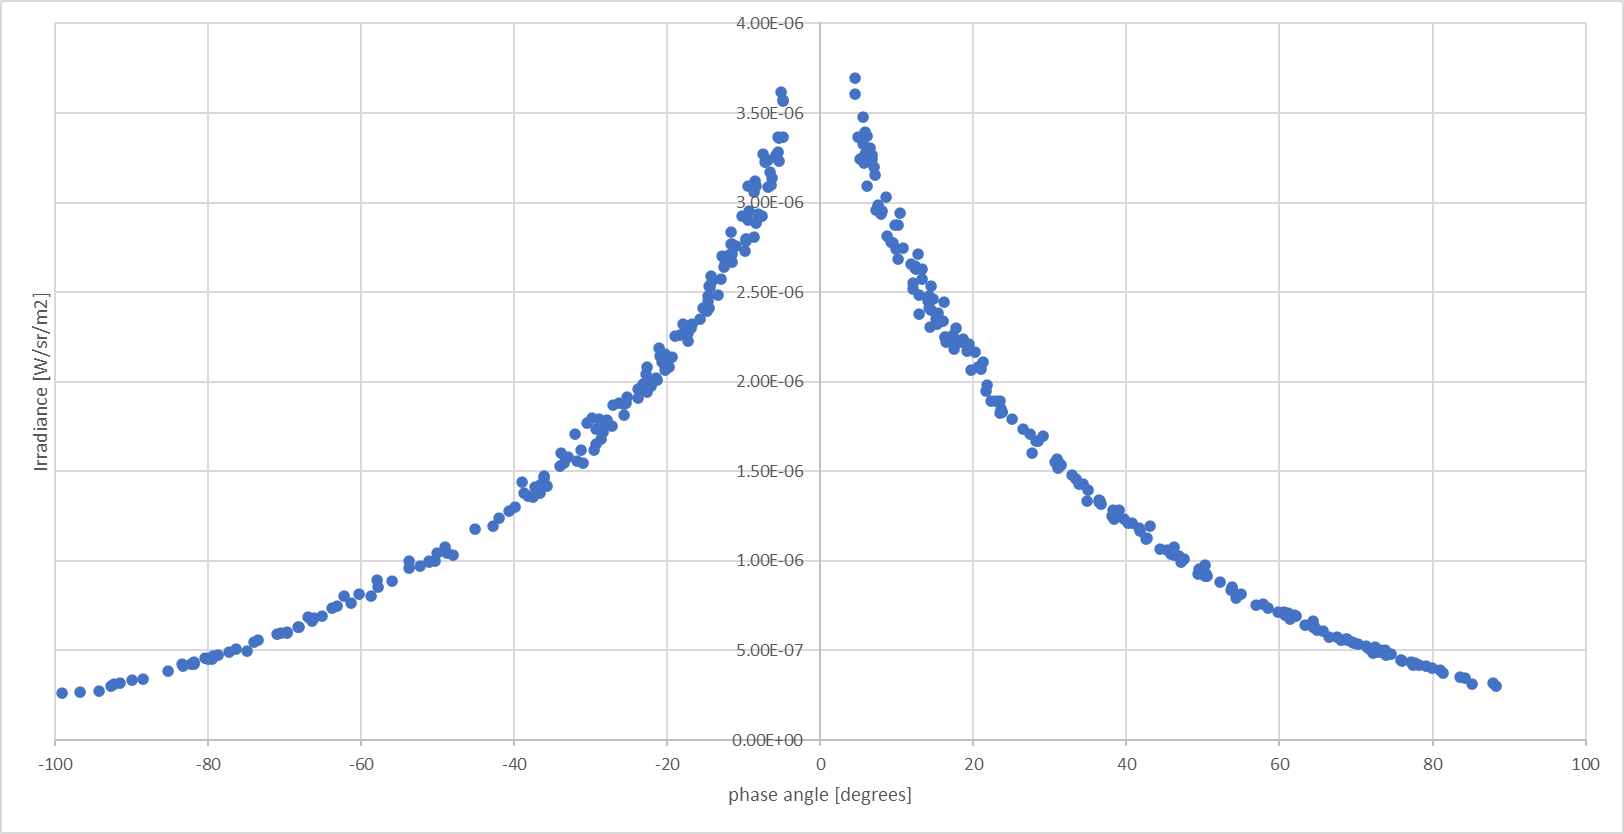 4.00E-06
3.50E-06
3.00E-06
2.50E-06
2.00E-06
1.50E-06
1.00E-06
5.00E-07
0.00E+00
Irradiance [W/sr/m2]
-100 -80 -60 -40 -20 0 20 40 60 80 100
phase angle [degrees]